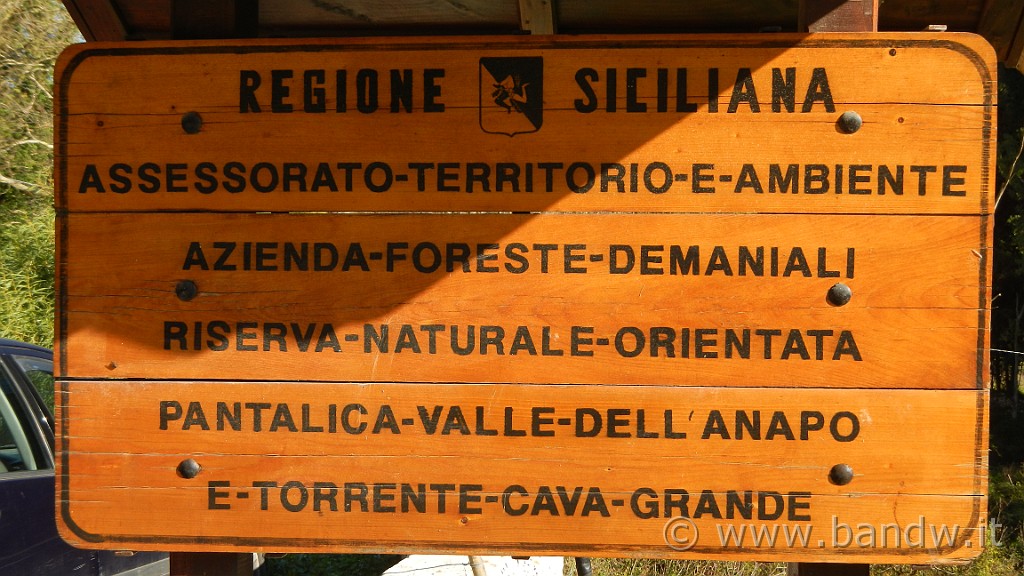 REGIONE SICILIANA
ASSESSORATO-TERRITORIO-E-AMBIENTE
AZIENDA-FORESTE-DEMANIALI
RISERVA-NATURALE-ORIENTATA
PANTALICA-VALLE-DELL'ANAPO
E-TORRENTE-CAVA-GRANDE
© www.bandw.it